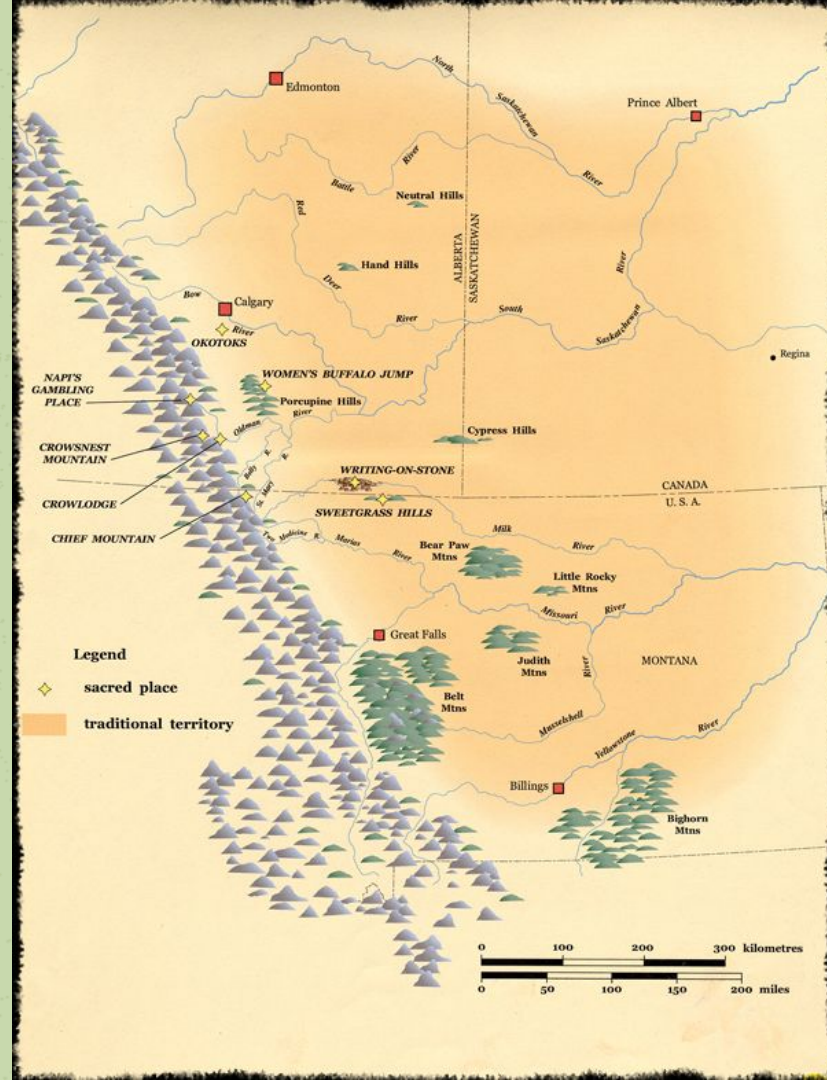 North
Edmonton
Saskatchewan
Prince Albert
River
Battle
River
Neutral Hills
River
Red
ALBERTA
SASKATCHEWAN
Hand Hills
Deer
Bow
Calgary
River
River
South
Saskatchewan
OKOTOKS
Regina
NAPI'S
GAMBLING
PLACE
WOMEN'S BUFFALO JUMP
Porcupine Hills
River
Oldman
CROWSNEST
MOUNTAIN
Cypress Hills
Belly R.
St. Mary R.
WRITING-ON-STONE
CANADA
U. S. A.
CROWLODGE
SWEETGRASS HILLS
CHIEF MOUNTAIN
Two Medicine R.
Marias
River
Milk
River
Bear Paw
Mtns
Little Rocky
Mtns
Missouri
River
Great Falls
Judith
Mtns
River
MONTANA
Legend
sacred place
traditional territory
Belt
Mtns
Musselshell
Yellowstone
River
Billings
Bighorn
Mtns
0 100 200 300 kilometres
0 50 100 150 200 miles